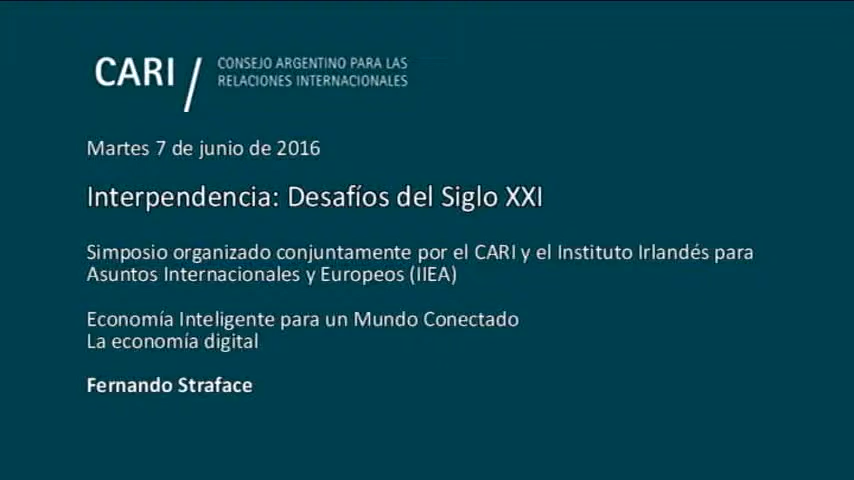 CARI /
CONSEJO ARGENTINO PARA LAS
RELACIONES INTERNACIONALES
Martes 7 de junio de 2016
Interpendencia: Desafíos del Siglo XXI
Simposio organizado conjuntamente por el CARI y el Instituto Irlandés para
Asuntos Internacionales y Europeos (IIEA)
Economía Inteligente para un Mundo Conectado
La economía digital
Fernando Straface